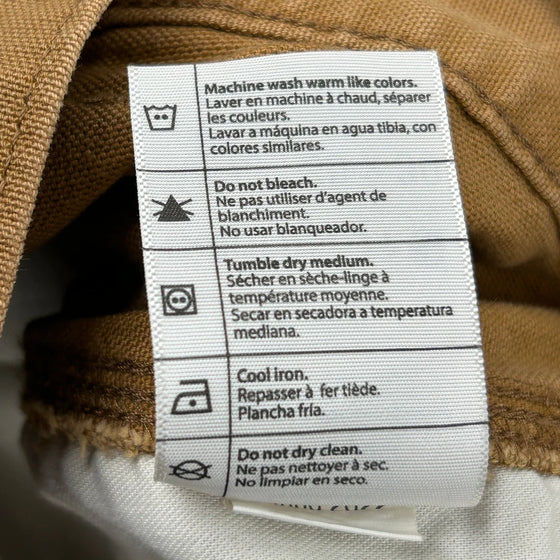 Machine wash warm like colors.
Laver en machine à chaud, séparer
les couleurs.
Lavar a máquina en agua tibia, con
colores similares.
Do not bleach.
Ne pas utiliser d'agent de
blanchiment.
No usar blanqueador.
Tumble dry medium.
Sécher en sèche-linge à
température moyenne.
Secar en secadora a temperatura
mediana.
Cool iron.
Repasser à fer tiède.
Plancha fría.
Do not dry clean.
Ne pas nettoyer à sec.
No limpiar en seco.